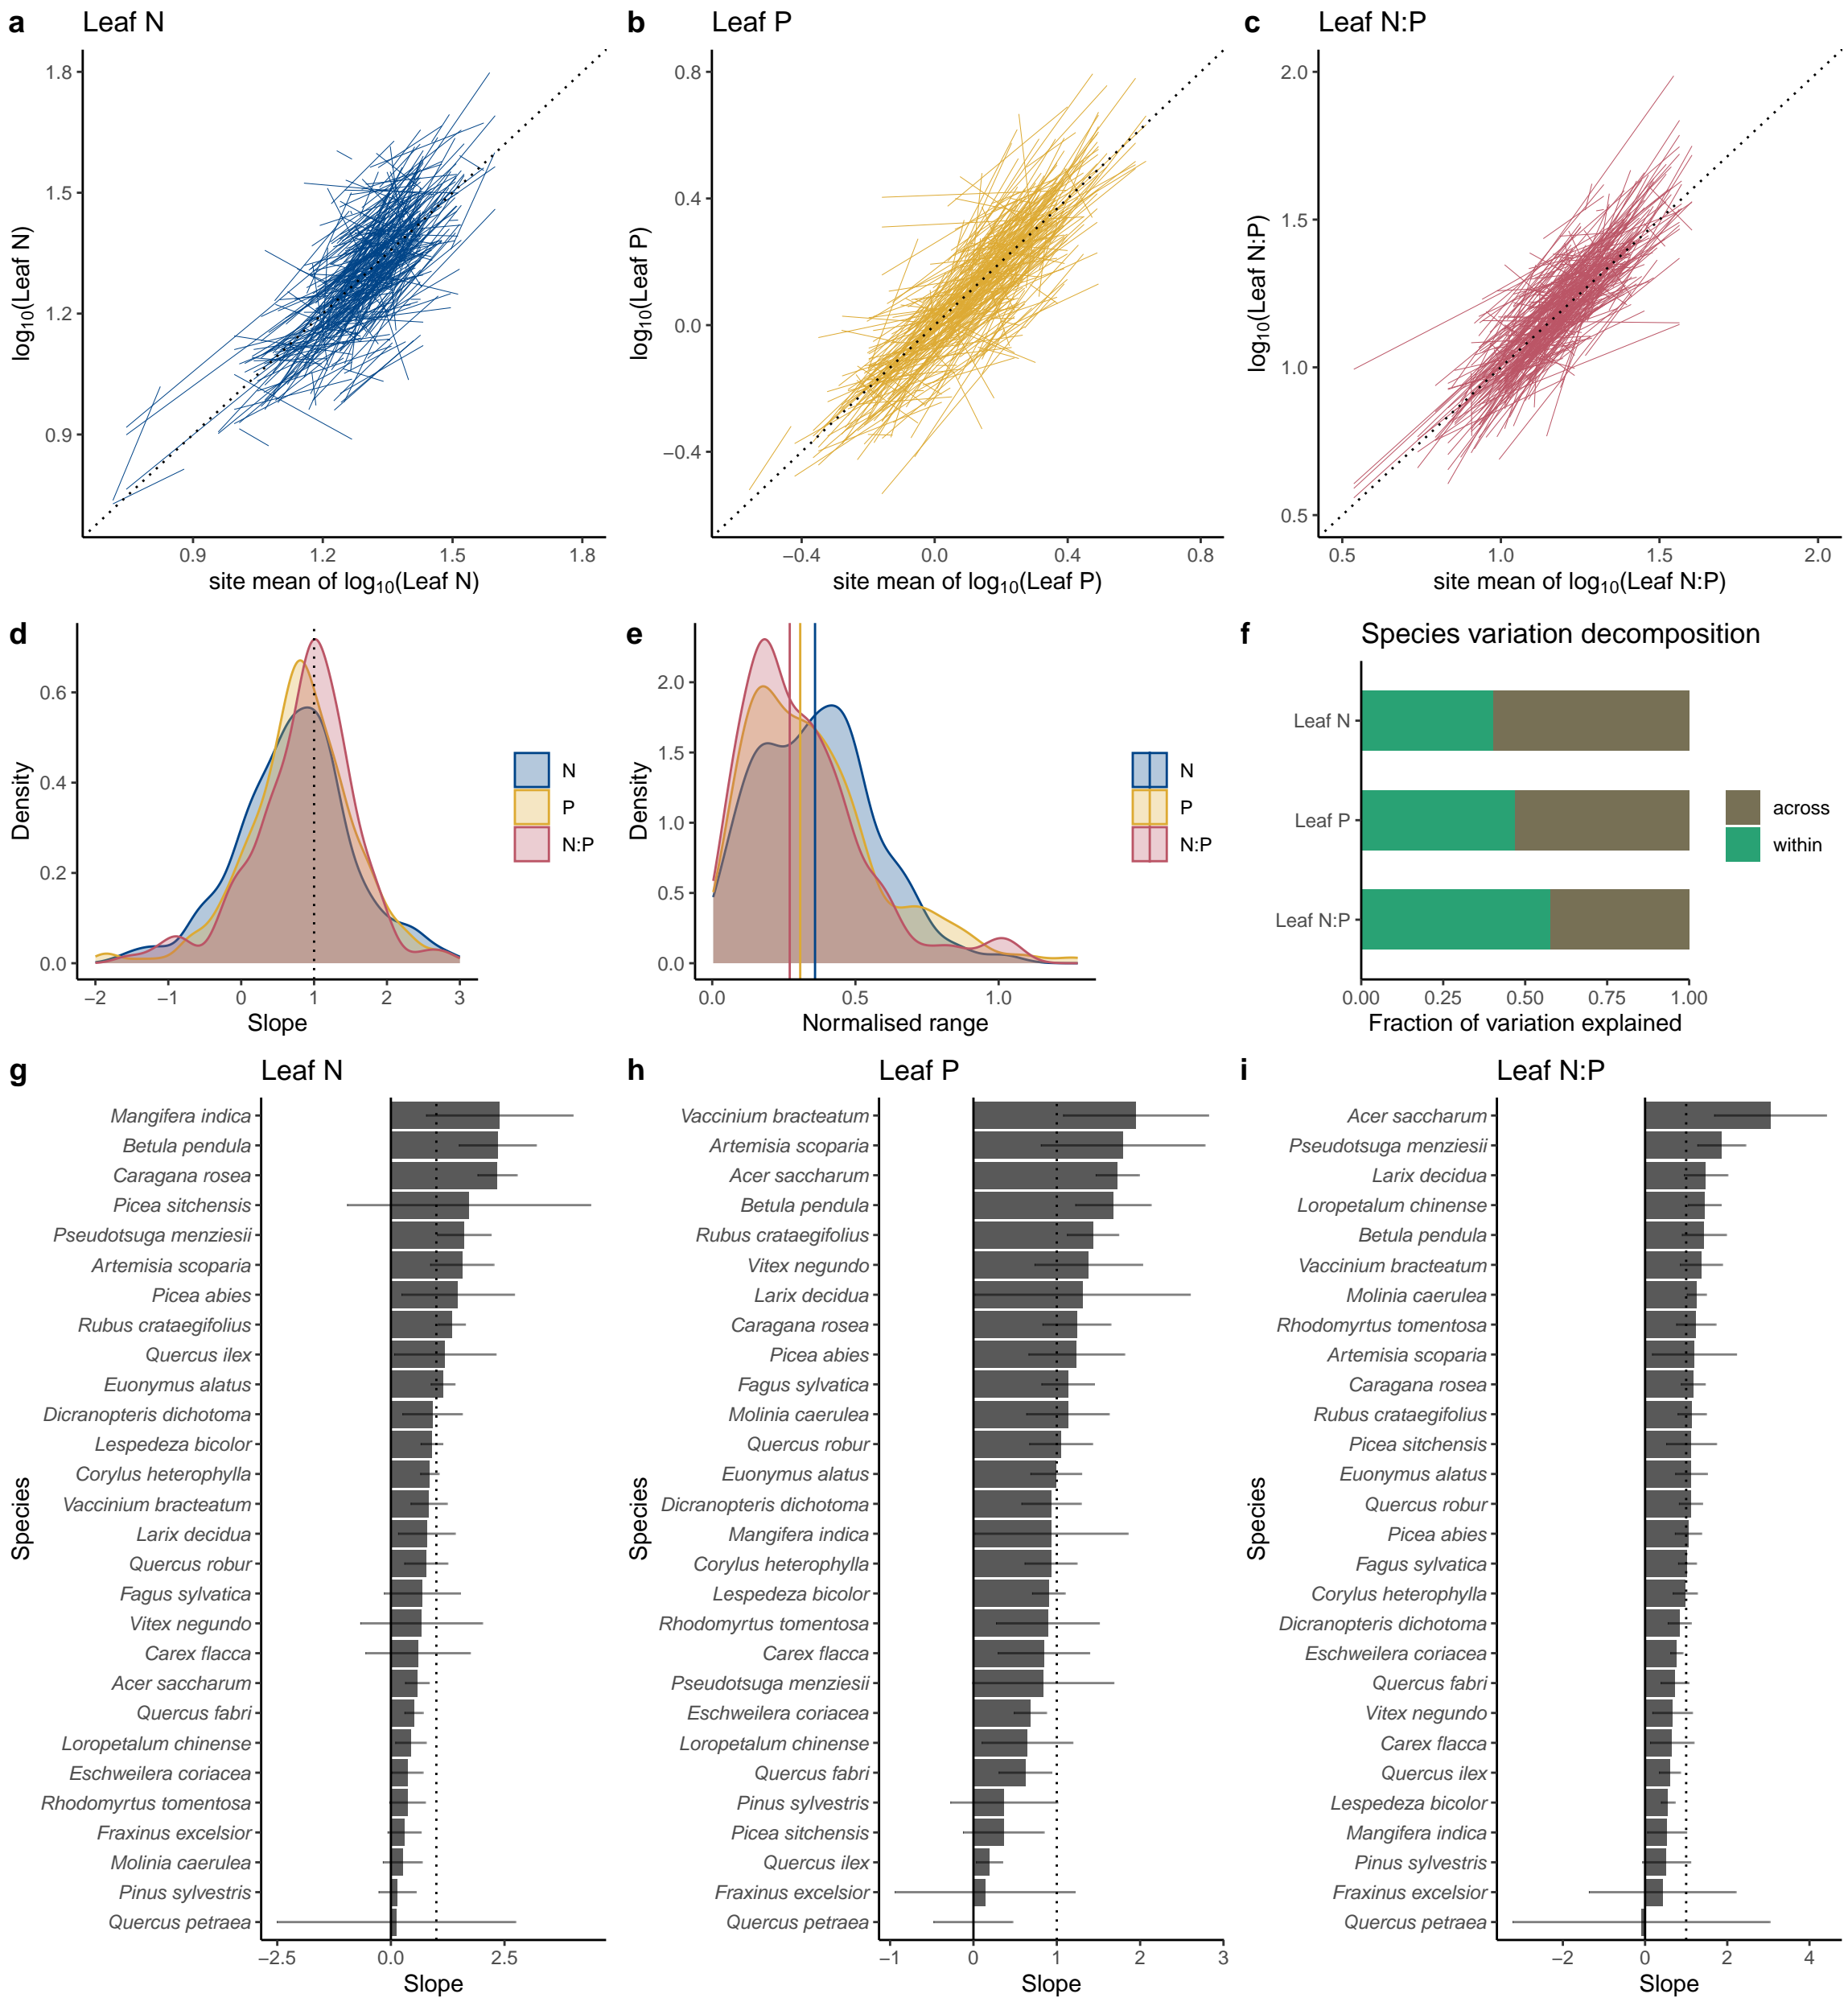 a Leaf N
log10(Leaf N)
1.8
1.5
1.2
0.9
0.9 1.2 1.5 1.8
site mean of log10(Leaf N)
b Leaf P
log10(Leaf P)
0.8
0.4
0.0
−0.4
−0.4 0.0 0.4 0.8
site mean of log10(Leaf P)
c Leaf N:P
log10(Leaf N:P)
2.0
1.5
1.0
0.5
0.5 1.0 1.5 2.0
site mean of log10(Leaf N:P)
d
Density
0.6
0.4
0.2
0.0
−2 −1 0 1 2 3
Slope
N
P
N:P
e
Density
2.0
1.5
1.0
0.5
0.0
0.0 0.5 1.0
Normalised range
N
P
N:P
f Species variation decomposition
Leaf N
Leaf P
Leaf N:P
0.00 0.25 0.50 0.75 1.00
Fraction of variation explained
across
within
g Leaf N
Species
Mangifera indica
Betula pendula
Caragana rosea
Picea sitchensis
Pseudotsuga menziesii
Artemisia scoparia
Picea abies
Rubus crataegifolius
Quercus ilex
Euonymus alatus
Dicranopteris dichotoma
Lespedeza bicolor
Corylus heterophylla
Vaccinium bracteatum
Larix decidua
Quercus robur
Fagus sylvatica
Vitex negundo
Carex flacca
Acer saccharum
Quercus fabri
Loropetalum chinense
Eschweilera coriacea
Rhodomyrtus tomentosa
Fraxinus excelsior
Molinia caerulea
Pinus sylvestris
Quercus petraea
−2.5 0.0 2.5
Slope
h Leaf P
Species
Vaccinium bracteatum
Artemisia scoparia
Acer saccharum
Betula pendula
Rubus crataegifolius
Vitex negundo
Larix decidua
Caragana rosea
Picea abies
Fagus sylvatica
Molinia caerulea
Quercus robur
Euonymus alatus
Dicranopteris dichotoma
Mangifera indica
Corylus heterophylla
Lespedeza bicolor
Rhodomyrtus tomentosa
Carex flacca
Pseudotsuga menziesii
Eschweilera coriacea
Loropetalum chinense
Quercus fabri
Pinus sylvestris
Picea sitchensis
Quercus ilex
Fraxinus excelsior
Quercus petraea
−1 0 1 2 3
Slope
i Leaf N:P
Species
Acer saccharum
Pseudotsuga menziesii
Larix decidua
Loropetalum chinense
Betula pendula
Vaccinium bracteatum
Molinia caerulea
Rhodomyrtus tomentosa
Artemisia scoparia
Caragana rosea
Rubus crataegifolius
Picea sitchensis
Euonymus alatus
Quercus robur
Picea abies
Fagus sylvatica
Corylus heterophylla
Dicranopteris dichotoma
Eschweilera coriacea
Quercus fabri
Vitex negundo
Carex flacca
Quercus ilex
Lespedeza bicolor
Mangifera indica
Pinus sylvestris
Fraxinus excelsior
Quercus petraea
−2 0 2 4
Slope